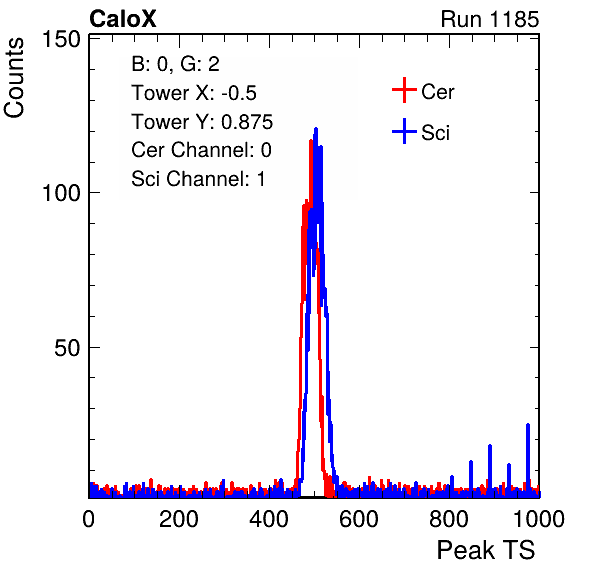 CaloX Run 1185
Counts
150
B: 0, G: 2
Tower X: -0.5
Tower Y: 0.875
Cer Channel: 0
Sci Channel: 1
Cer
Sci
100
50
0 200 400 600 800 1000
Peak TS